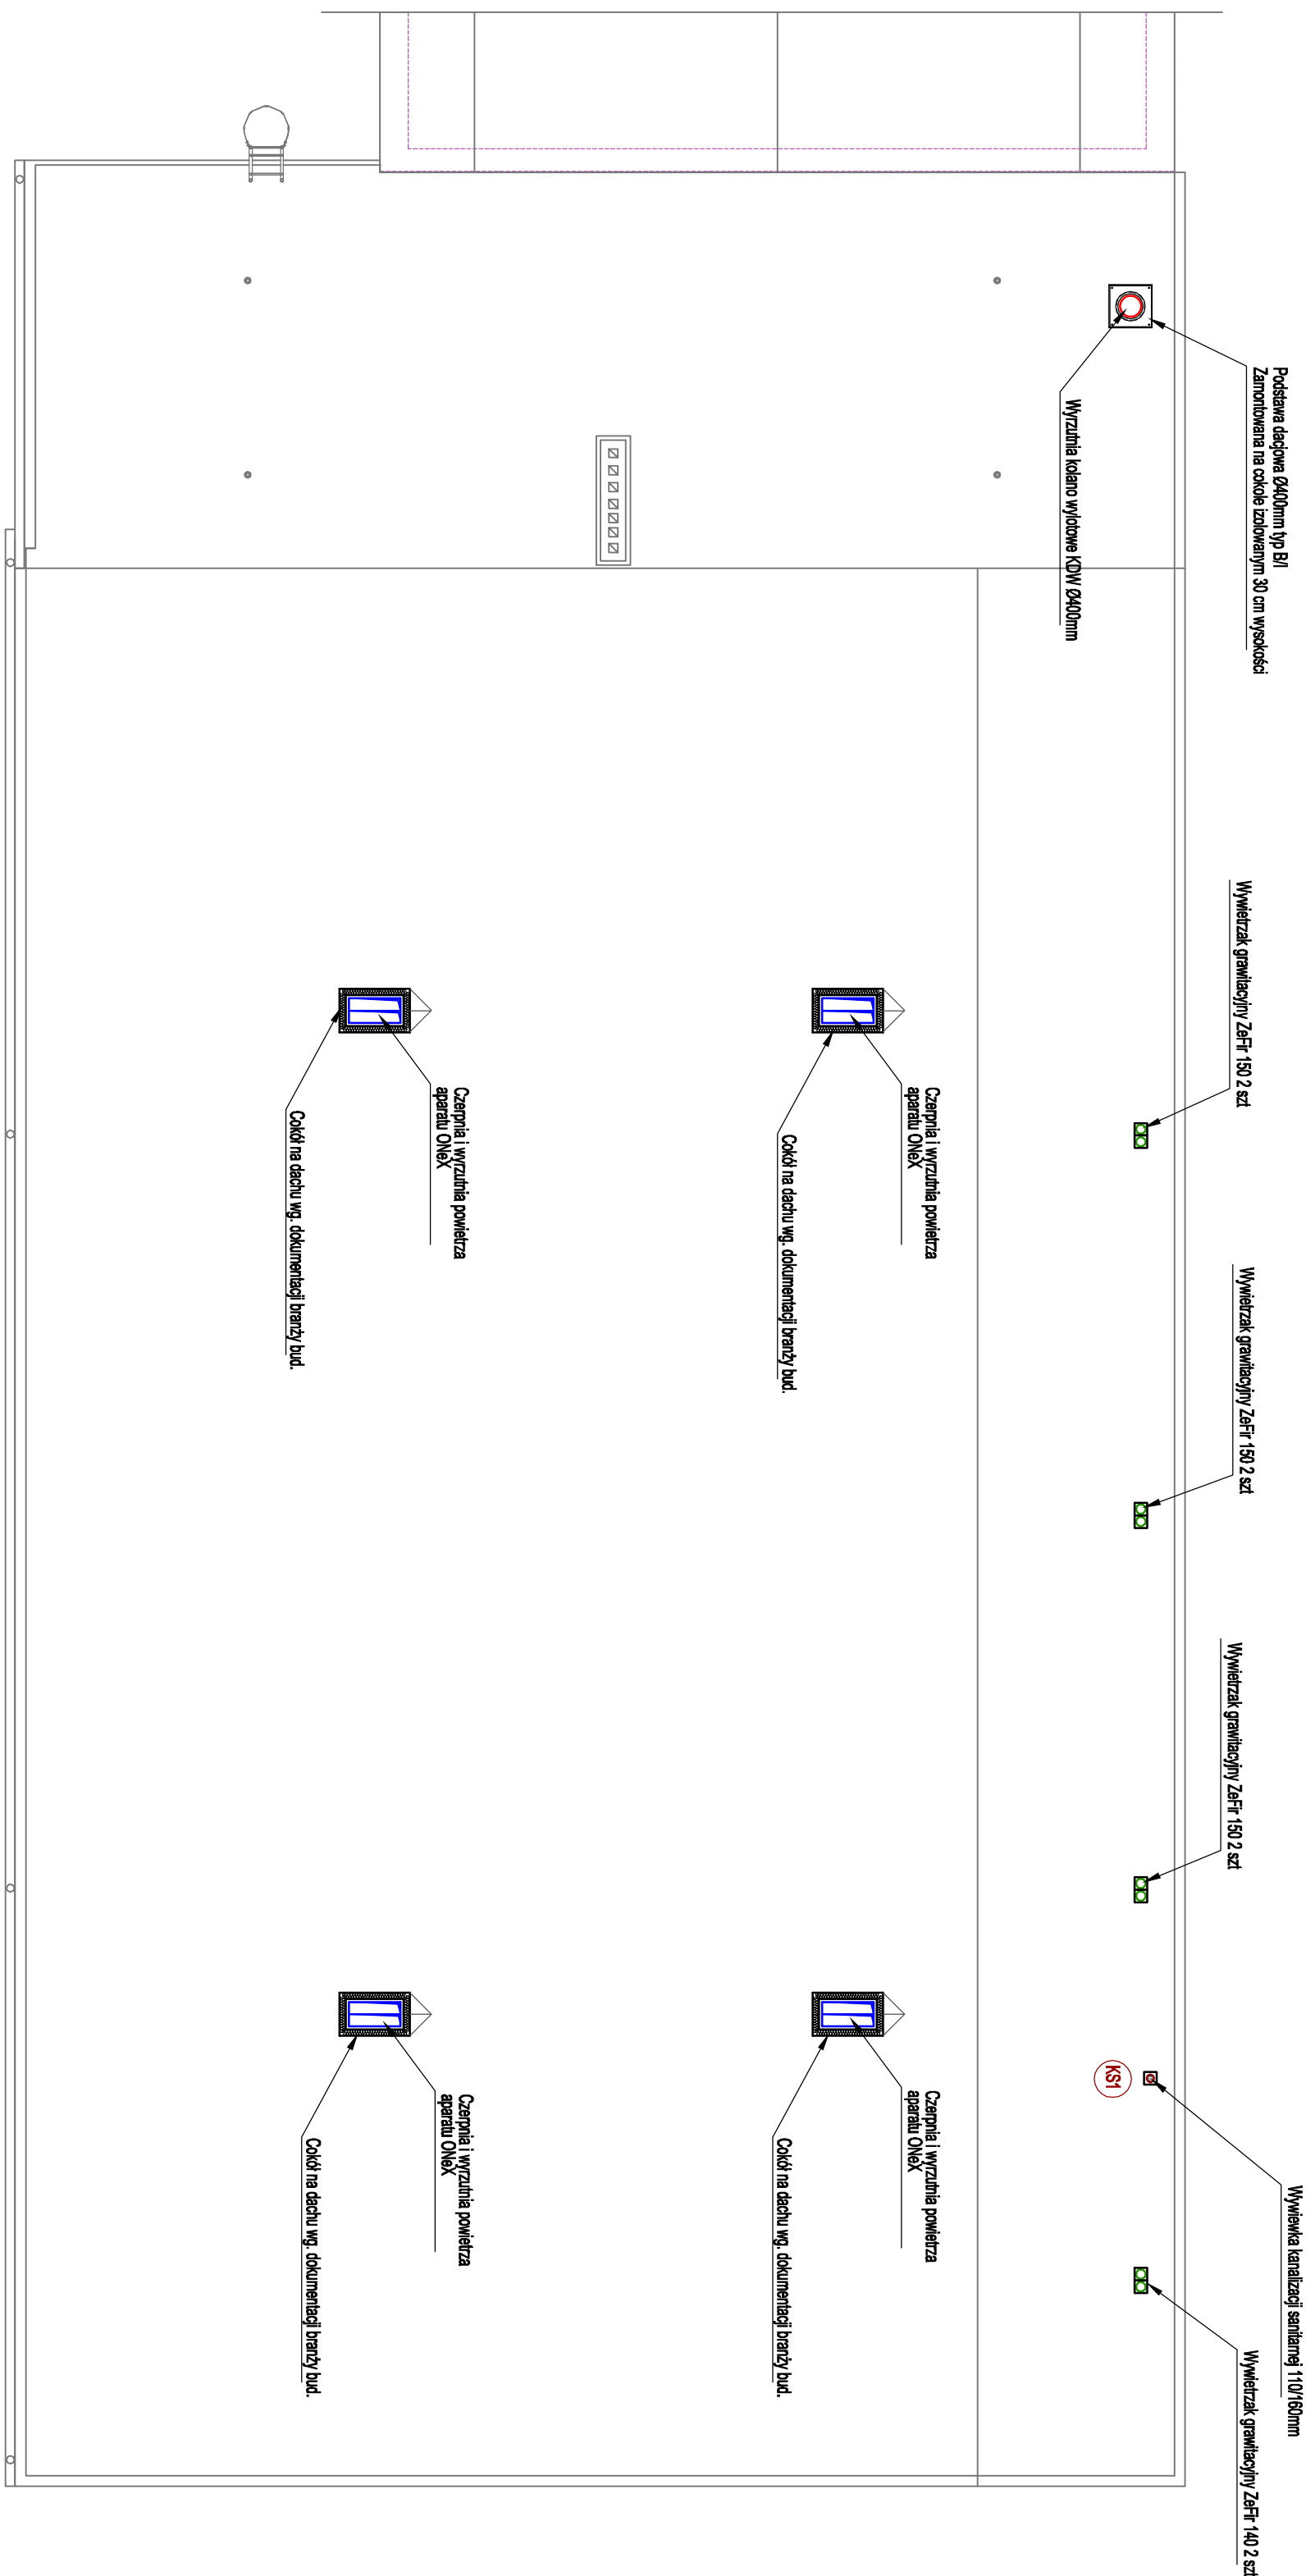 Podstawa dacjowa Ø400mm typ B/I
Zamontowana na cokole izolowanym 30 cm wysokości
Wyrzutnia kolano wylotowe KDW Ø400mm
Wywietrzak grawitacyjny ZeFir 150 2 szt
Wywietrzak grawitacyjny ZeFir 150 2 szt
Wywietrzak grawitacyjny ZeFir 150 2 szt
Wywiewka kanalizacji sanitarnej 110/160mm
KS1
Wywietrzak grawitacyjny ZeFir 140 2 szt
Czerpnia i wyrzutnia powietrza
aparatu ONeX
Cokół na dachu wg. dokumentacji branży bud.
Czerpnia i wyrzutnia powietrza
aparatu ONeX
Cokół na dachu wg. dokumentacji branży bud.
Czerpnia i wyrzutnia powietrza
aparatu ONeX
Cokół na dachu wg. dokumentacji branży bud.
Czerpnia i wyrzutnia powietrza
aparatu ONeX
Cokół na dachu wg. dokumentacji branży bud.